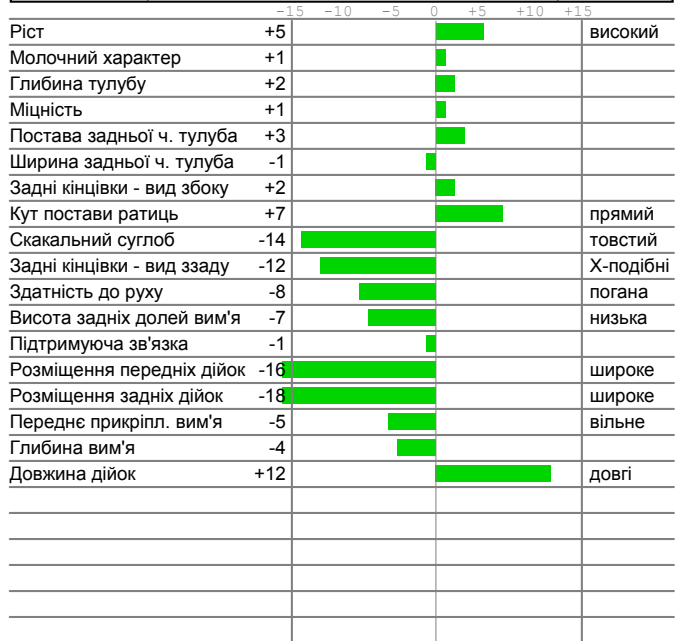 -15 -10 -5 0 +5 +10 +15
Ріст +5 високий
Молочний характер +1
Глибина тулубу +2
Міцність +1
Постава задньої ч. тулуба +3
Ширина задньої ч. тулуба -1
Задні кінцівки - вид збоку +2
Кут постави ратиць +7 прямий
Скакальний суглоб -14 товстий
Задні кінцівки - вид ззаду -12 Х-подібні
Здатність до руху -8 погана
Висота задніх долей вим'я -7 низька
Підтримуюча зв'язка -1
Розміщення передніх дійок -16 широке
Розміщення задніх дійок -18 широке
Переднє прикріпл. вим'я -5 вільне
Глибина вим'я -4
Довжина дійок +12 довгі